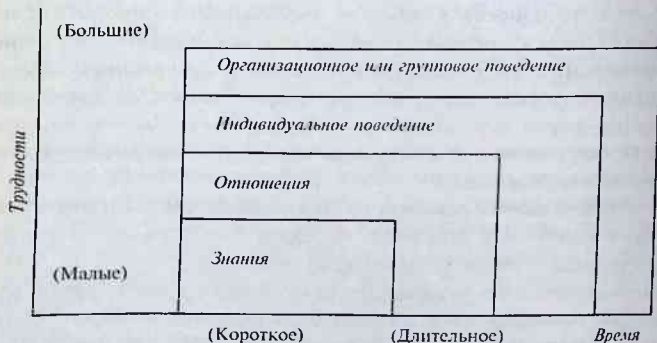 (Большие)
Организационное или групповое поведение
Индивидуальное поведение
Трудности
Отношения
Знания
(Малые)
(Короткое)
(Длительное)
Время